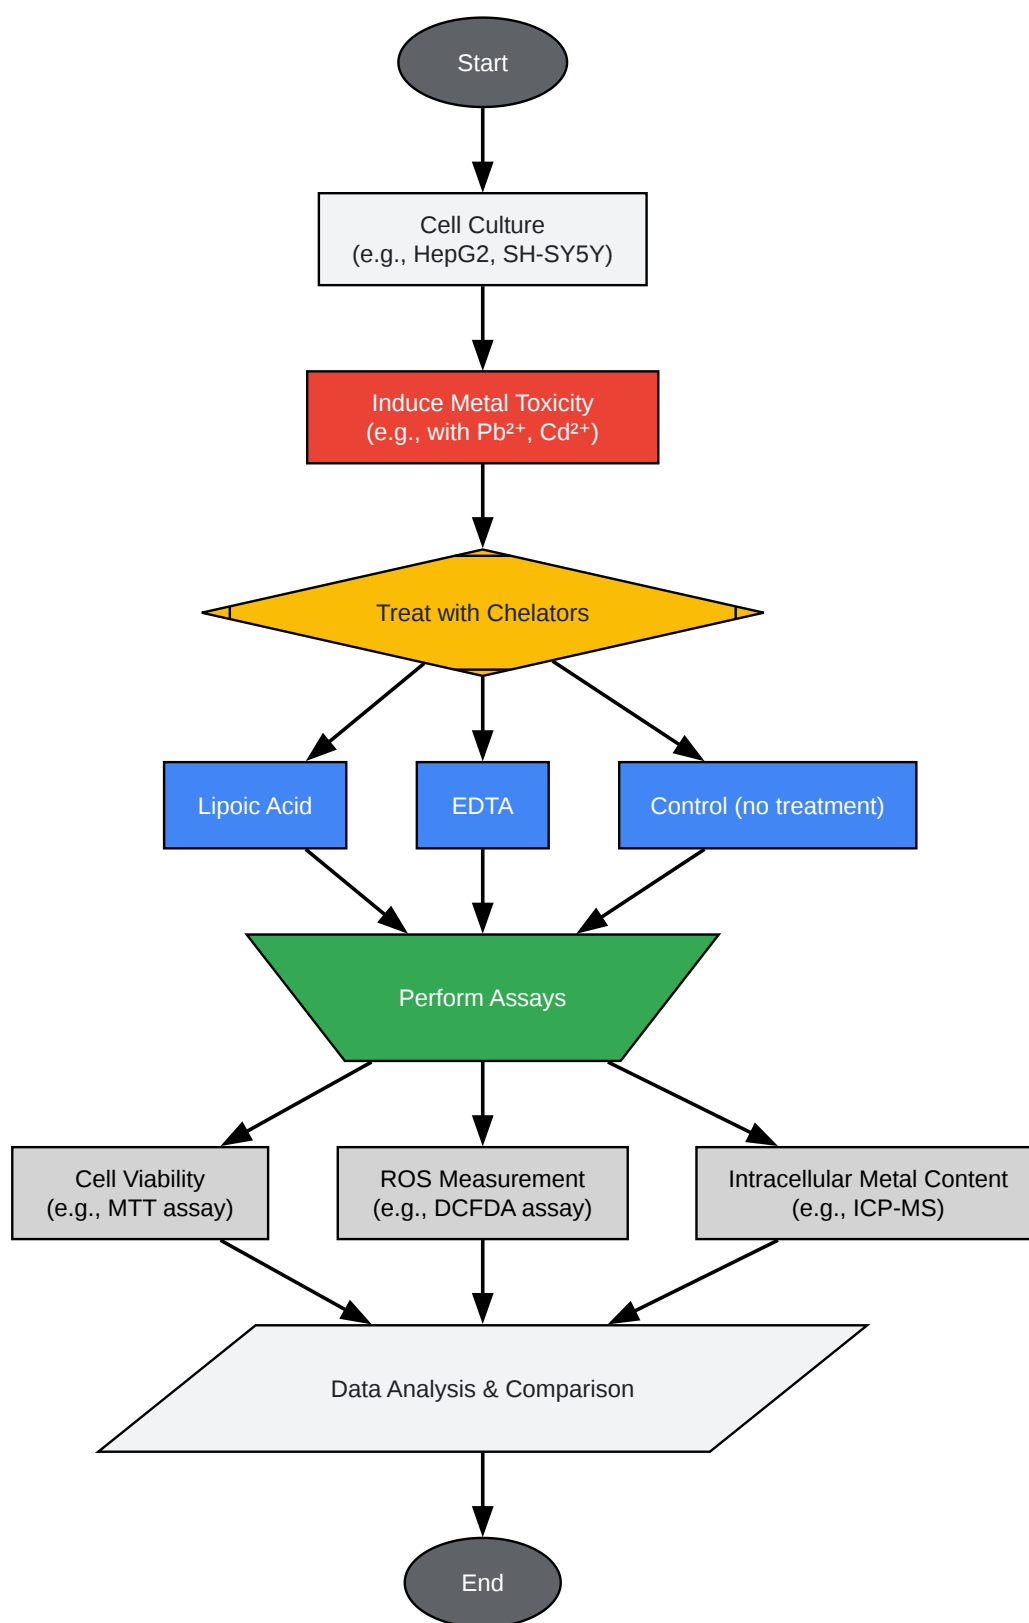 Start
Cell Culture
(e.g., HepG2, SH-SY5Y)
Induce Metal Toxicity
(e.g., with Pb²⁺, Cd²⁺)
Treat with Chelators
Lipoic Acid
EDTA
Control (no treatment)
Perform Assays
Cell Viability
(e.g., MTT assay)
ROS Measurement
(e.g., DCFDA assay)
Intracellular Metal Content
(e.g., ICP-MS)
Data Analysis & Comparison
End